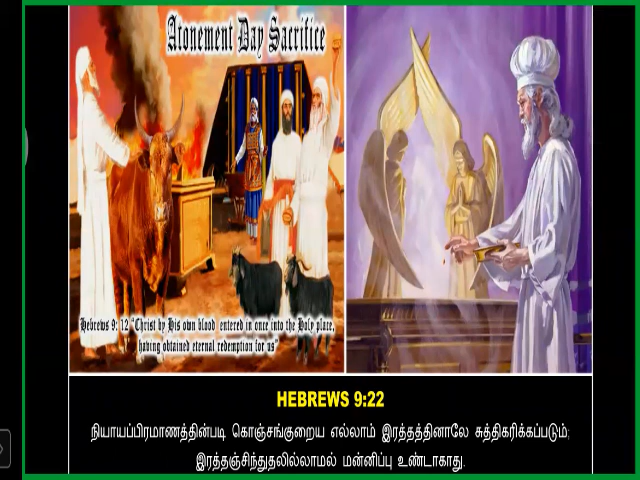 Atonement Day Sacrifice
Hebrews 9: 12 "Christ by His own blood entered in once into the Holy place,
having obtained eternal redemption for us"
HEBREWS 9:22
நியாயப்பிரமாணத்தின்படி கொஞ்சங்குறைய எல்லாம் இரத்தத்தினாலே சுத்திகரிக்கப்படும்;
இரத்தஞ்சிந்துதலில்லாமல் மன்னிப்பு உண்டாகாது.